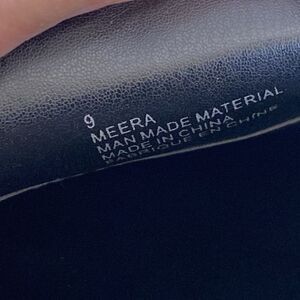 9
MEERA
MAN MADE MATERIAL
MADE IN CHINA
FABRIQUE EN CHINE